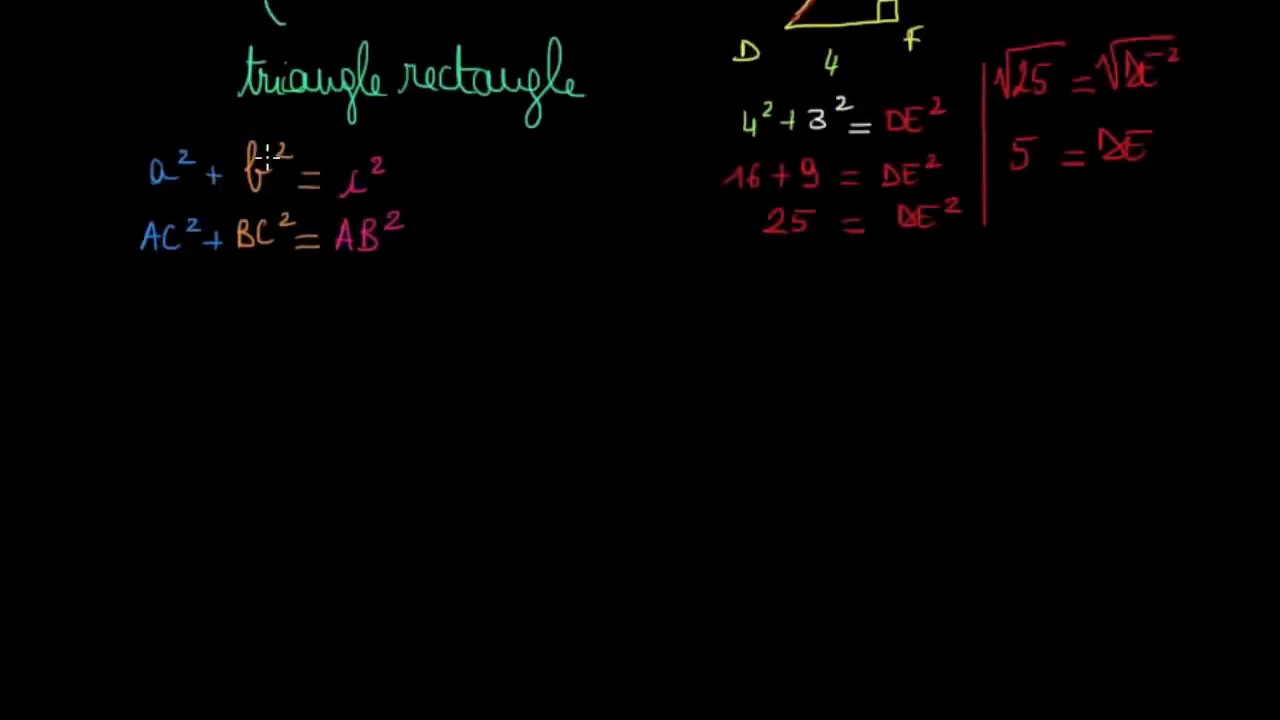 triangle rectangle
a² + b² = c²
AC² + BC² = AB²
D
4
F
4² + 3² = DE²
16 + 9 = DE²
25 = DE²
√25 = √DE²
5 = DE